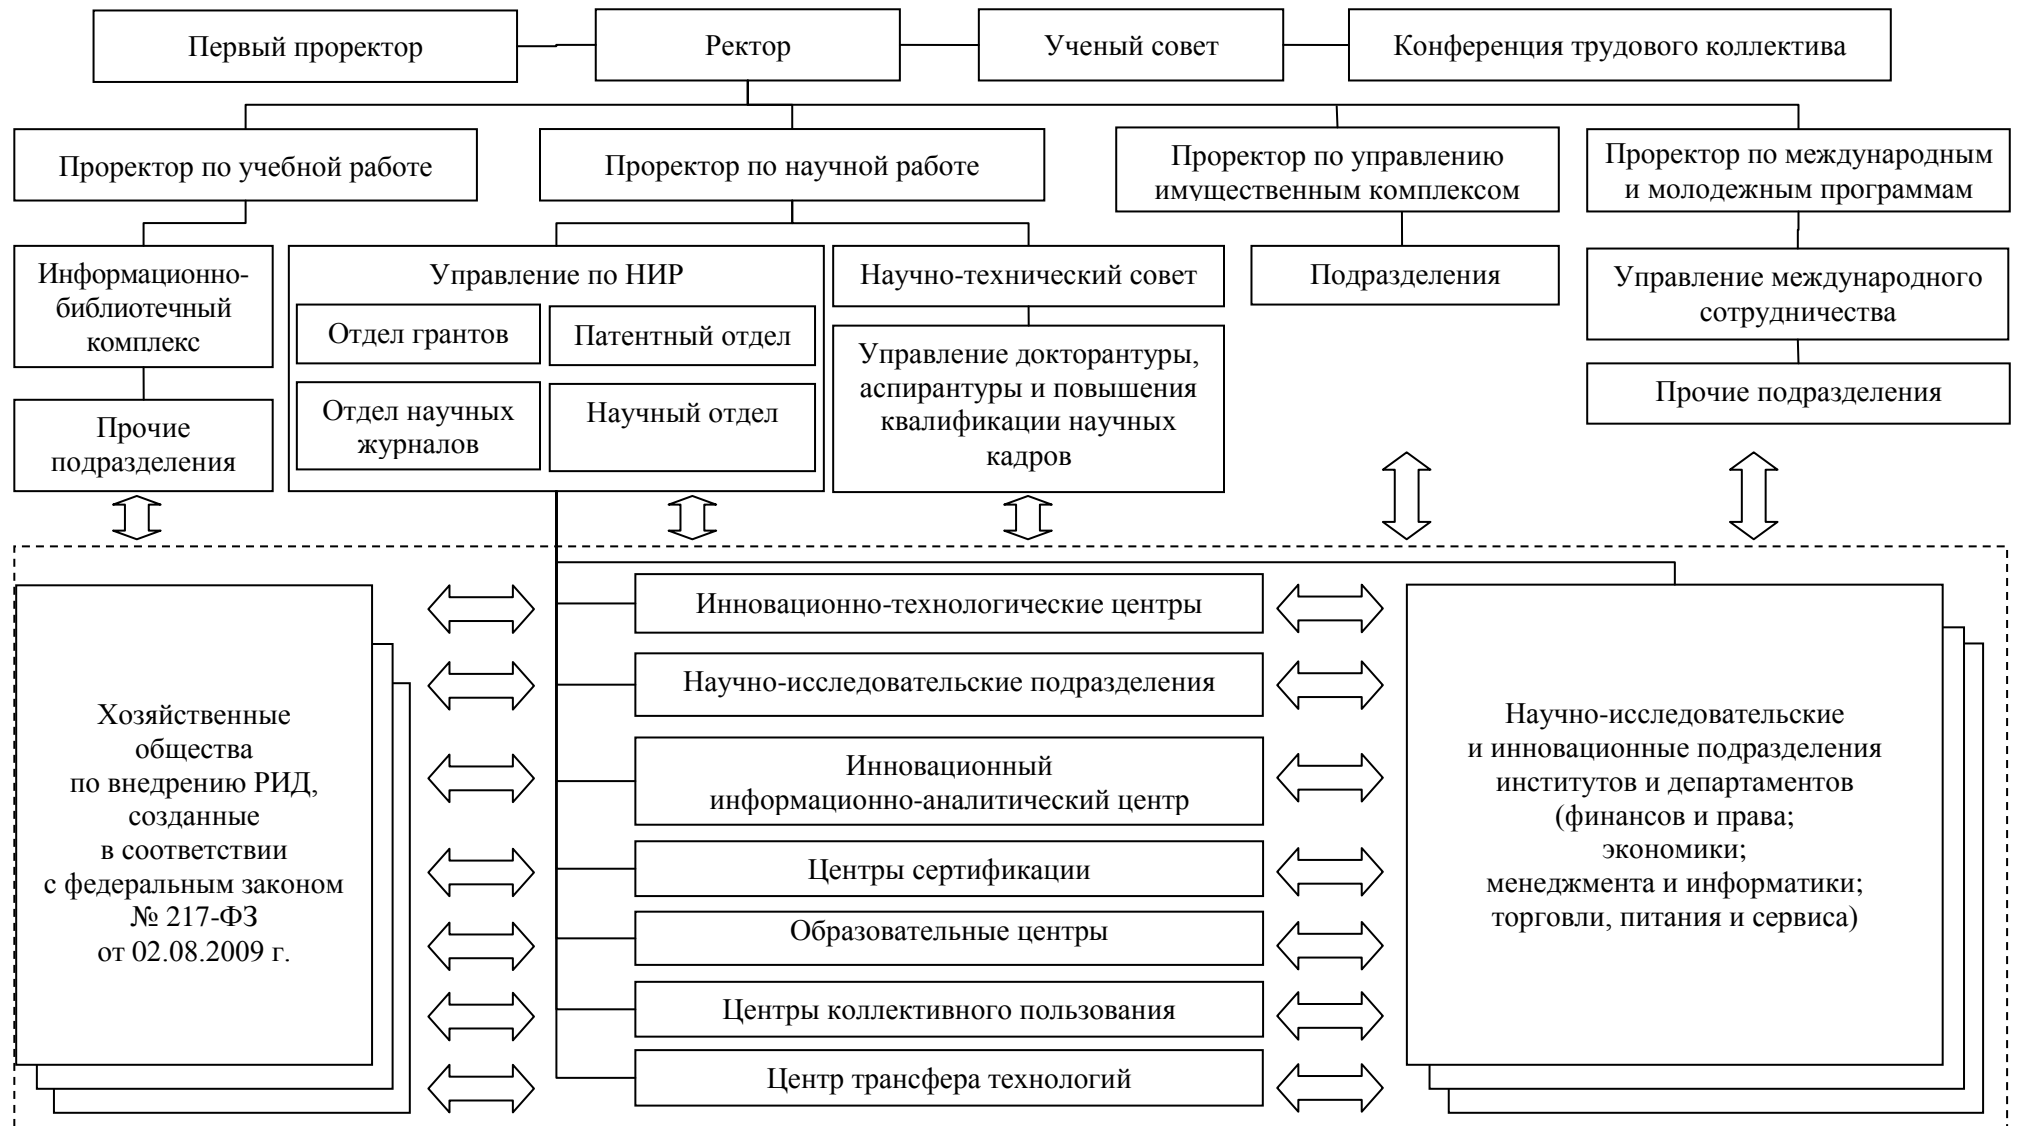 Первый проректор
Ректор
Ученый совет
Конференция трудового коллектива
Проректор по учебной работе
Проректор по научной работе
Проректор по управлению
имущественным комплексом
Проректор по международным
и молодежным программам
Информационно-
библиотечный
комплекс
Прочие
подразделения
Управление по НИР
Отдел грантов
Патентный отдел
Отдел научных
журналов
Научный отдел
Научно-технический совет
Управление докторантуры,
аспирантуры и повышения
квалификации научных
кадров
Подразделения
Управление международного
сотрудничества
Прочие подразделения
Хозяйственные
общества
по внедрению РИД,
созданные
в соответствии
с федеральным законом
№ 217-ФЗ
от 02.08.2009 г.
Инновационно-технологические центры
Научно-исследовательские подразделения
Инновационный
информационно-аналитический центр
Центры сертификации
Образовательные центры
Центры коллективного пользования
Центр трансфера технологий
Научно-исследовательские
и инновационные подразделения
институтов и департаментов
(финансов и права;
экономики;
менеджмента и информатики;
торговли, питания и сервиса)